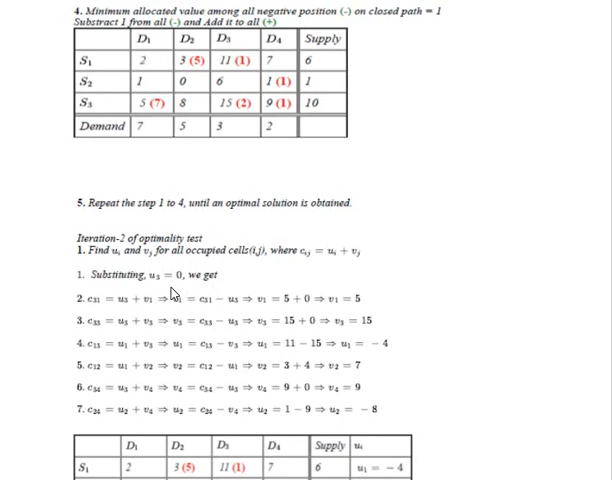 4. Minimum allocated value among all negative position (-) on closed path = 1
Substract 1 from all (-) and Add it to all (+)
D₁ D₂ D₃ D₄ Supply
S₁ 2 3 (5) 11 (1) 7 6
S₂ 1 0 6 1 (1) 1
S₃ 5 (7) 8 15 (2) 9 (1) 10
Demand 7 5 3 2
5. Repeat the step 1 to 4, until an optimal solution is obtained.
Iteration-2 of optimality test
1. Find uᵢ and vⱼ for all occupied cells(i,j), where cᵢⱼ = uᵢ + vⱼ
1. Substituting, u₃ = 0, we get
2. c₃₁ = u₃ + v₁ ⇒ v₁ = c₃₁ − u₃ ⇒ v₁ = 5 + 0 ⇒ v₁ = 5
3. c₃₃ = u₃ + v₃ ⇒ v₃ = c₃₃ − u₃ ⇒ v₃ = 15 + 0 ⇒ v₃ = 15
4. c₁₃ = u₁ + v₃ ⇒ u₁ = c₁₃ − v₃ ⇒ u₁ = 11 − 15 ⇒ u₁ = − 4
5. c₁₂ = u₁ + v₂ ⇒ v₂ = c₁₂ − u₁ ⇒ v₂ = 3 + 4 ⇒ v₂ = 7
6. c₃₄ = u₃ + v₄ ⇒ v₄ = c₃₄ − u₃ ⇒ v₄ = 9 + 0 ⇒ v₄ = 9
7. c₂₄ = u₂ + v₄ ⇒ u₂ = c₂₄ − v₄ ⇒ u₂ = 1 − 9 ⇒ u₂ = − 8
D₁ D₂ D₃ D₄ Supply uᵢ
S₁ 2 3 (5) 11 (1) 7 6 u₁ = − 4